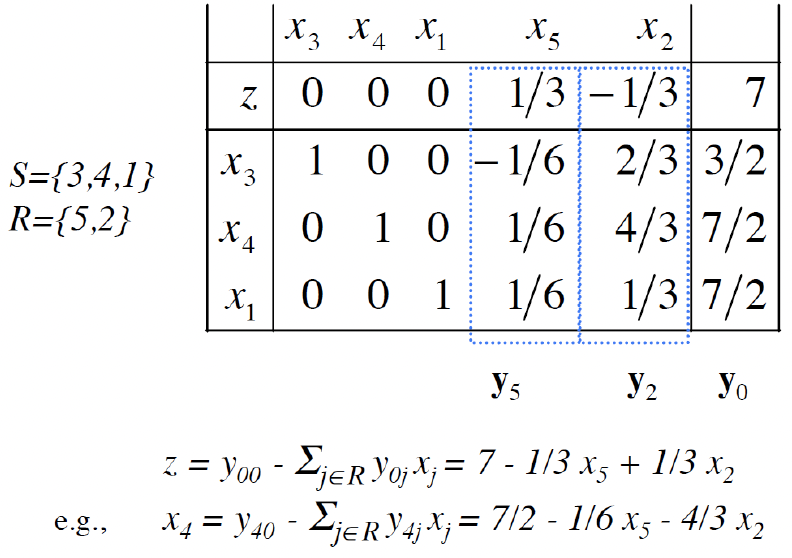 x₃ x₄ x₁ x₅ x₂
z 0 0 0 1/3 −1/3 7
x₃ 1 0 0 −1/6 2/3 3/2
x₄ 0 1 0 1/6 4/3 7/2
x₁ 0 0 1 1/6 1/3 7/2
S={3,4,1}
R={5,2}
y₅ y₂ y₀
z = y₀₀ - Σⱼ∈R y₀ⱼ xⱼ = 7 - 1/3 x₅ + 1/3 x₂
e.g., x₄ = y₄₀ - Σⱼ∈R y₄ⱼ xⱼ = 7/2 - 1/6 x₅ - 4/3 x₂